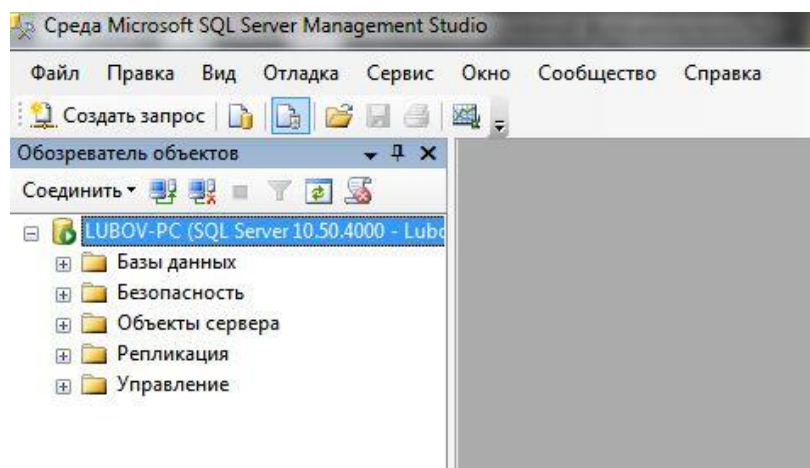 Среда Microsoft SQL Server Management Studio
Файл Правка Вид Отладка Сервис Окно Сообщество Справка
Создать запрос
Обозреватель объектов
Соединить
LUBOV-PC (SQL Server 10.50.4000 - Lubo
Базы данных
Безопасность
Объекты сервера
Репликация
Управление